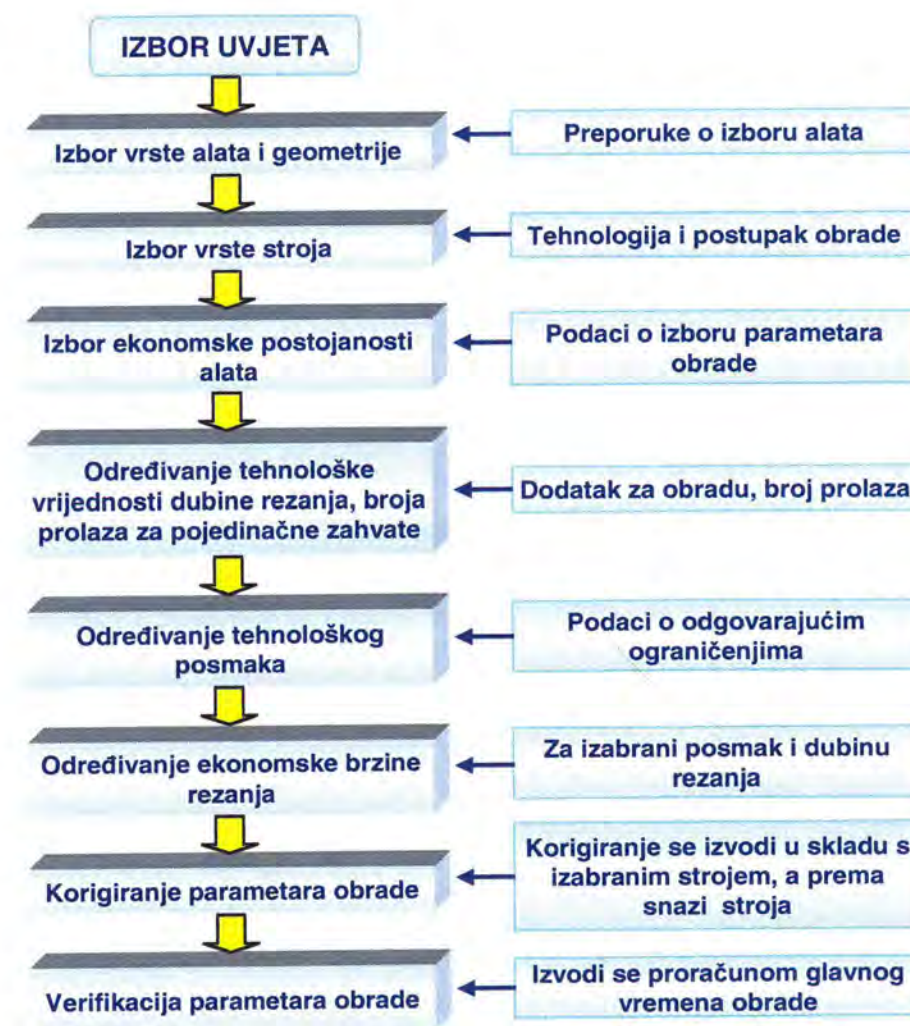 IZBOR UVJETA
Izbor vrste alata i geometrije
Preporuke o izboru alata
Izbor vrste stroja
Tehnologija i postupak obrade
Izbor ekonomske postojanosti
alata
Podaci o izboru parametara
obrade
Određivanje tehnološke
vrijednosti dubine rezanja, broja
prolaza za pojedinačne zahvate
Dodatak za obradu, broj prolaza
Određivanje tehnološkog
posmaka
Podaci o odgovarajućim
ograničenjima
Određivanje ekonomske brzine
rezanja
Za izabrani posmak i dubinu
rezanja
Korigiranje parametara obrade
Korigiranje se izvodi u skladu s
izabranim strojem, a prema
snazi stroja
Verifikacija parametara obrade
Izvodi se proračunom glavnog
vremena obrade